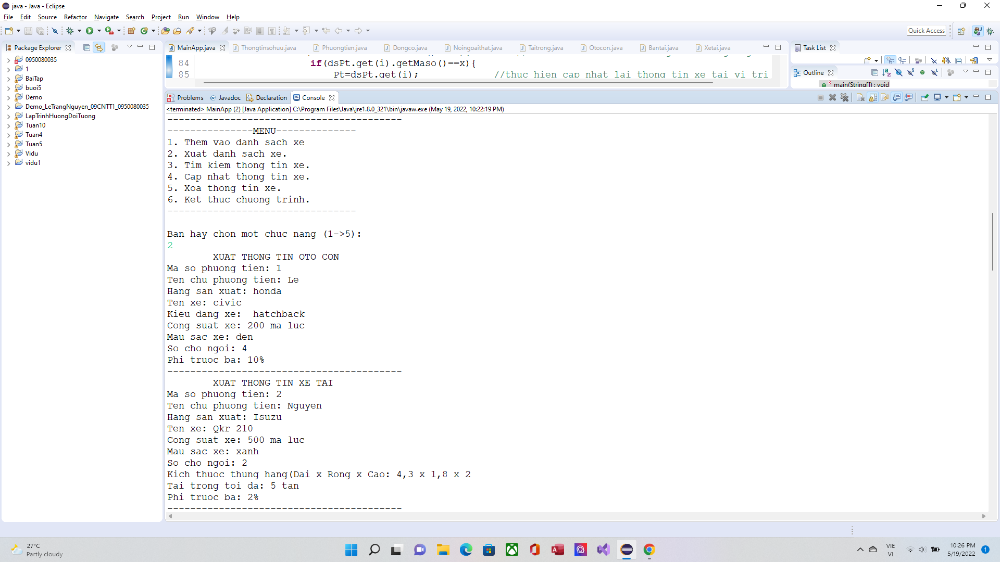 java - Java - Eclipse
File Edit Source Refactor Navigate Search Project Run Window Help
Quick Access
Package Explorer
0950080035
1
BaiTap
buoi5
Demo
Demo_LeTrangNguyen_09CNTT1_0950080035
LapTrinhHuongDoiTuong
Tuan10
Tuan4
Tuan5
Vidu
vidu1
MainApp.java Thongtinsohuu.java Phuongtien.java Dongco.java Noingoaithat.java Taitrong.java Otocon.java Bantai.java Xetai.java
84 if(dsPt.get(i).getMaso()==x){
85 Pt=dsPt.get(i); //thuc hien cap nhat lai thong tin xe tai vi tri
Task List
Outline
main(String[]) : void
Problems @ Javadoc Declaration Console
<terminated> MainApp (2) [Java Application] C:\Program Files\Java\jre1.8.0_321\bin\javaw.exe (May 19, 2022, 10:22:19 PM)
-----------------------------------------
---------------MENU--------------
1. Them vao danh sach xe
2. Xuat danh sach xe.
3. Tim kiem thong tin xe.
4. Cap nhat thong tin xe.
5. Xoa thong tin xe.
6. Ket thuc chuong trinh.
---------------------------------
Ban hay chon mot chuc nang (1->5):
2
XUAT THONG TIN OTO CON
Ma so phuong tien: 1
Ten chu phuong tien: Le
Hang san xuat: honda
Ten xe: civic
Kieu dang xe:  hatchback
Cong suat xe: 200 ma luc
Mau sac xe: den
So cho ngoi: 4
Phi truoc ba: 10%
-----------------------------------------
XUAT THONG TIN XE TAI
Ma so phuong tien: 2
Ten chu phuong tien: Nguyen
Hang san xuat: Isuzu
Ten xe: Qkr 210
Cong suat xe: 500 ma luc
Mau sac xe: xanh
So cho ngoi: 2
Kich thuoc thung hang(Dai x Rong x Cao: 4,3 x 1,8 x 2
Tai trong toi da: 5 tan
Phi truoc ba: 2%
-----------------------------------------
27°C
Partly cloudy
VIE
VI
10:26 PM
5/19/2022
1